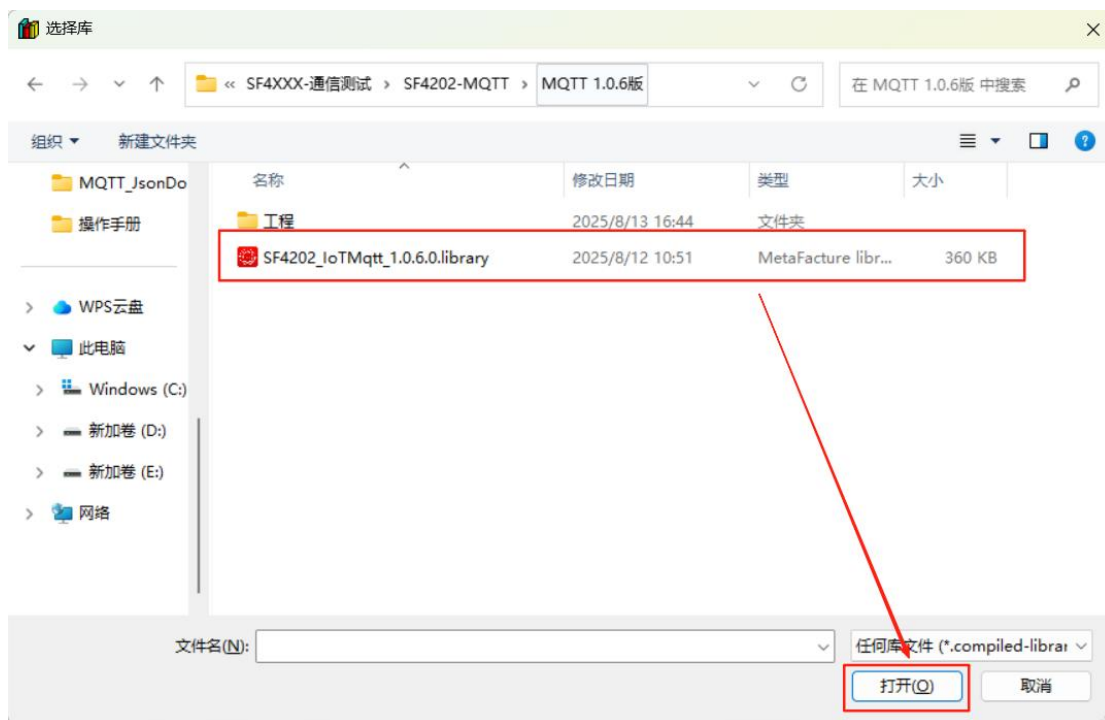 选择库
« SF4XXX-通信测试 › SF4202-MQTT › MQTT 1.0.6版
在 MQTT 1.0.6版 中搜索
组织 新建文件夹
名称 修改日期 类型 大小
MQTT_JsonDo
操作手册
工程 2025/8/13 16:44 文件夹
SF4202_IoTMqtt_1.0.6.0.library 2025/8/12 10:51 MetaFacture libr... 360 KB
WPS云盘
此电脑
Windows (C:)
新加卷 (D:)
新加卷 (E:)
网络
文件名(N):
任何库文件 (*.compiled-librar
打开(O) 取消